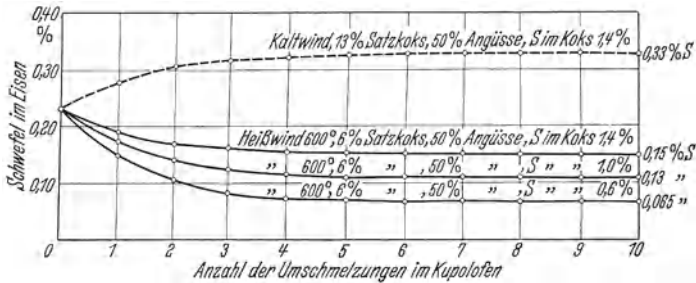 0,40
%
0,30
0,20
0,10
Schwefel im Eisen
Kaltwind, 13% Satzkoks, 50% Angüsse, S im Koks 1,4%
0,33% S
Heißwind 600°, 6% Satzkoks, 50% Angüsse, S im Koks 1,4%
0,15% S
" 600°, 6% " , 50% " , S " " 1,0%
0,13 "
" 600°, 6% " , 50% " , S " " 0,6%
0,065 "
0 1 2 3 4 5 6 7 8 9 10
Anzahl der Umschmelzungen im Kupolofen